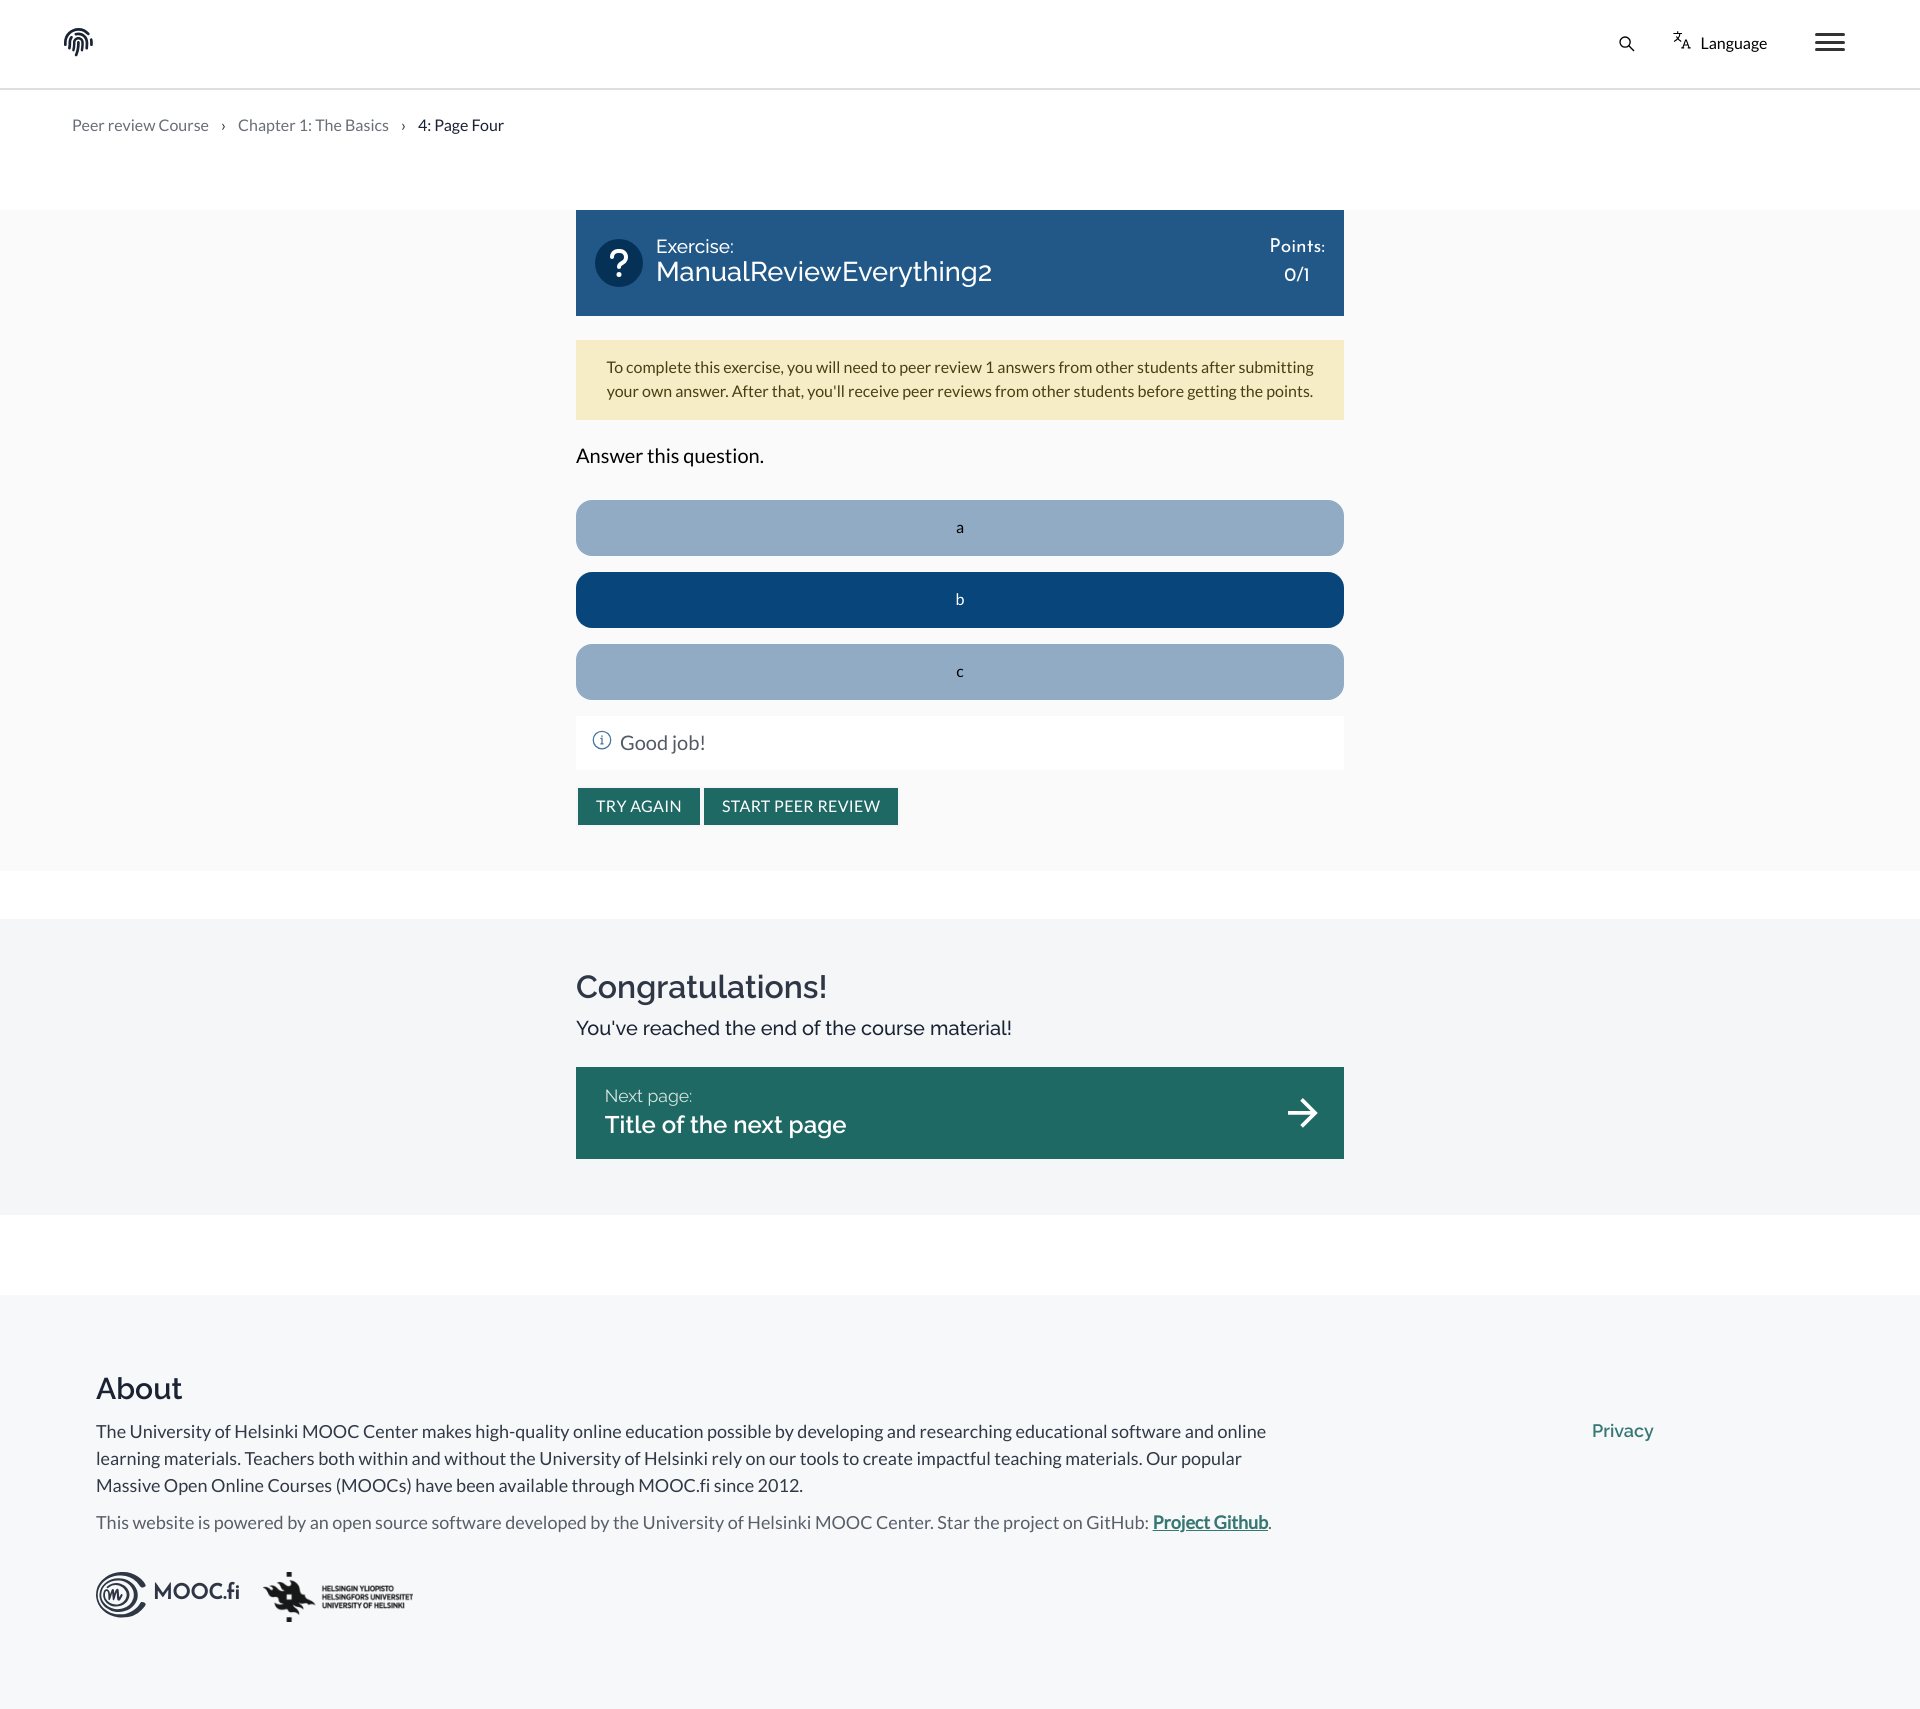 Language
Peer review Course › Chapter 1: The Basics › 4: Page Four
Exercise:
ManualReviewEverything2
Points:
0/1
To complete this exercise, you will need to peer review 1 answers from other students after submitting
your own answer. After that, you'll receive peer reviews from other students before getting the points.
Answer this question.
a
b
c
Good job!
TRY AGAIN
START PEER REVIEW
Congratulations!
You've reached the end of the course material!
Next page:
Title of the next page
About
The University of Helsinki MOOC Center makes high-quality online education possible by developing and researching educational software and online
learning materials. Teachers both within and without the University of Helsinki rely on our tools to create impactful teaching materials. Our popular
Massive Open Online Courses (MOOCs) have been available through MOOC.fi since 2012.
This website is powered by an open source software developed by the University of Helsinki MOOC Center. Star the project on GitHub: Project Github.
Privacy
MOOC.fi
HELSINGIN YLIOPISTO
HELSINGFORS UNIVERSITET
UNIVERSITY OF HELSINKI